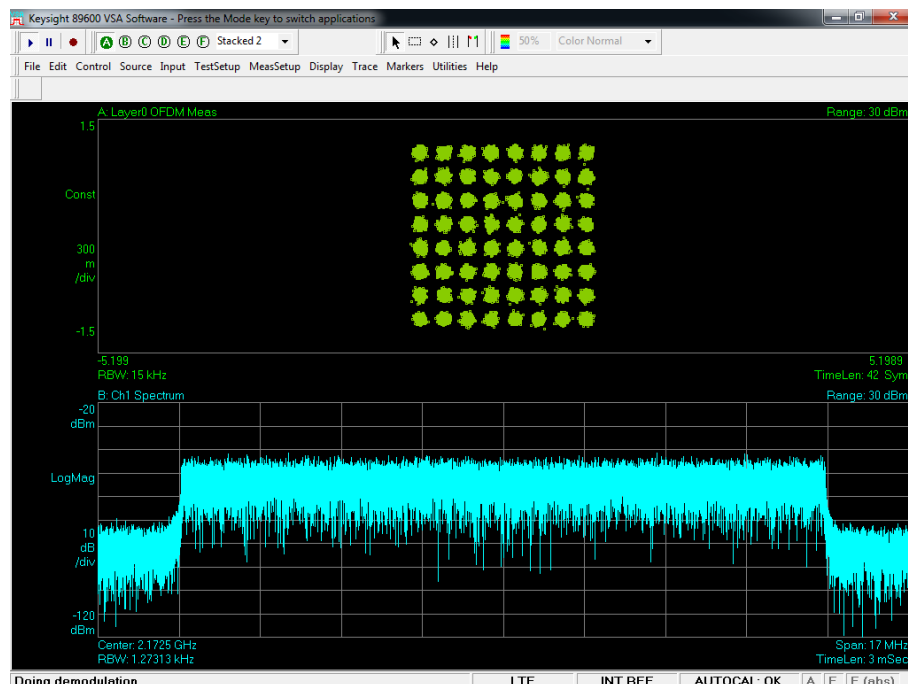 Keysight 89600 VSA Software - Press the Mode key to switch applications
A B C D E F Stacked 2 50% Color Normal
File Edit Control Source Input TestSetup MeasSetup Display Trace Markers Utilities Help
A: Layer0 OFDM Meas Range: 30 dBm
1.5
Const
300
m
/div
-1.5
-5.199 5.1989
RBW: 15 kHz TimeLen: 42 Sym
B: Ch1 Spectrum Range: 30 dBm
-20
dBm
LogMag
10
dB
/div
-120
dBm
Center: 2.1725 GHz Span: 17 MHz
RBW: 1.27313 kHz TimeLen: 3 mSec
Doing demodulation LTE INT REF AUTOCAL: OK A F F (abs)